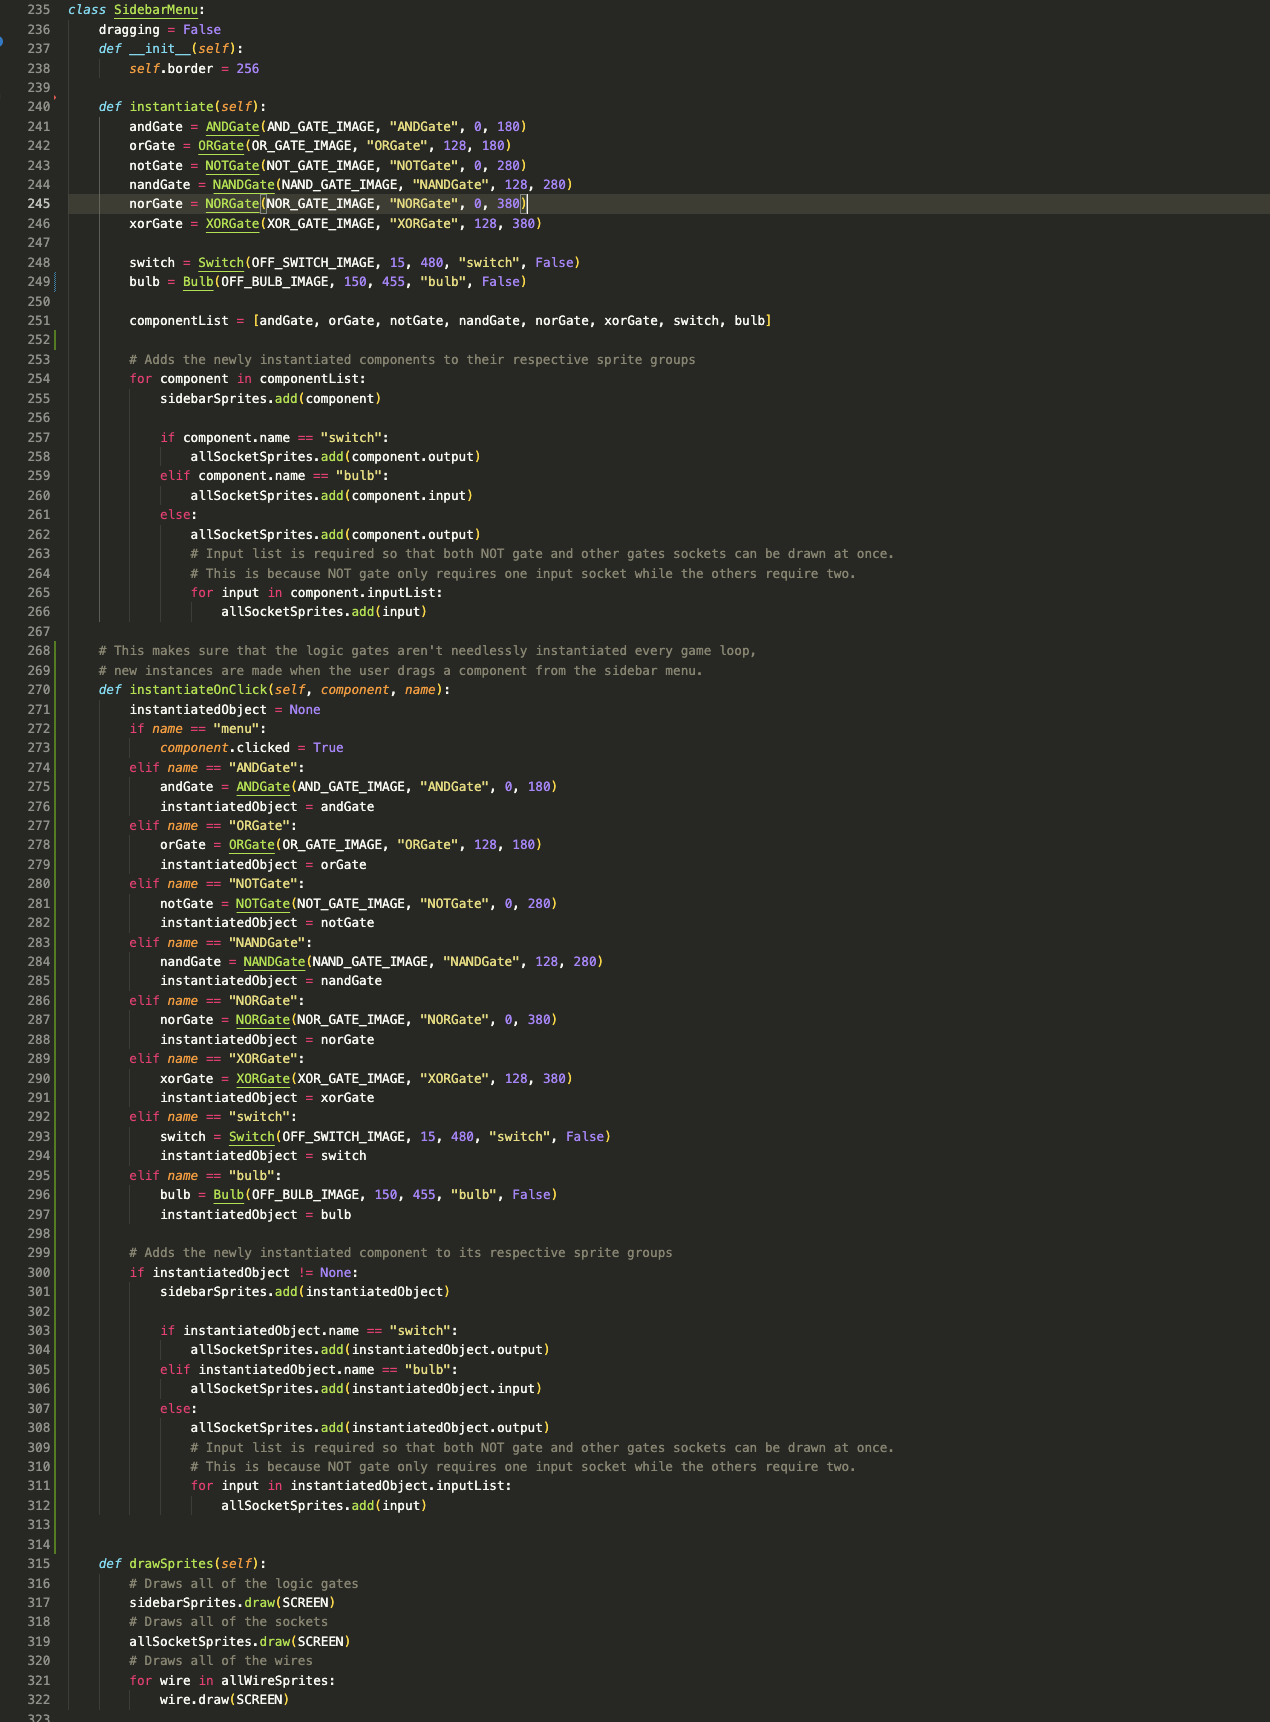 235 class SidebarMenu:
236     dragging = False
237     def __init__(self):
238         self.border = 256
239
240     def instantiate(self):
241         andGate = ANDGate(AND_GATE_IMAGE, "ANDGate", 0, 180)
242         orGate = ORGate(OR_GATE_IMAGE, "ORGate", 128, 180)
243         notGate = NOTGate(NOT_GATE_IMAGE, "NOTGate", 0, 280)
244         nandGate = NANDGate(NAND_GATE_IMAGE, "NANDGate", 128, 280)
245         norGate = NORGate(NOR_GATE_IMAGE, "NORGate", 0, 380)
246         xorGate = XORGate(XOR_GATE_IMAGE, "XORGate", 128, 380)
247
248         switch = Switch(OFF_SWITCH_IMAGE, 15, 480, "switch", False)
249         bulb = Bulb(OFF_BULB_IMAGE, 150, 455, "bulb", False)
250
251         componentList = [andGate, orGate, notGate, nandGate, norGate, xorGate, switch, bulb]
252
253         # Adds the newly instantiated components to their respective sprite groups
254         for component in componentList:
255             sidebarSprites.add(component)
256
257             if component.name == "switch":
258                 allSocketSprites.add(component.output)
259             elif component.name == "bulb":
260                 allSocketSprites.add(component.input)
261             else:
262                 allSocketSprites.add(component.output)
263                 # Input list is required so that both NOT gate and other gates sockets can be drawn at once.
264                 # This is because NOT gate only requires one input socket while the others require two.
265                 for input in component.inputList:
266                     allSocketSprites.add(input)
267
268     # This makes sure that the logic gates aren't needlessly instantiated every game loop,
269     # new instances are made when the user drags a component from the sidebar menu.
270     def instantiateOnClick(self, component, name):
271         instantiatedObject = None
272         if name == "menu":
273             component.clicked = True
274         elif name == "ANDGate":
275             andGate = ANDGate(AND_GATE_IMAGE, "ANDGate", 0, 180)
276             instantiatedObject = andGate
277         elif name == "ORGate":
278             orGate = ORGate(OR_GATE_IMAGE, "ORGate", 128, 180)
279             instantiatedObject = orGate
280         elif name == "NOTGate":
281             notGate = NOTGate(NOT_GATE_IMAGE, "NOTGate", 0, 280)
282             instantiatedObject = notGate
283         elif name == "NANDGate":
284             nandGate = NANDGate(NAND_GATE_IMAGE, "NANDGate", 128, 280)
285             instantiatedObject = nandGate
286         elif name == "NORGate":
287             norGate = NORGate(NOR_GATE_IMAGE, "NORGate", 0, 380)
288             instantiatedObject = norGate
289         elif name == "XORGate":
290             xorGate = XORGate(XOR_GATE_IMAGE, "XORGate", 128, 380)
291             instantiatedObject = xorGate
292         elif name == "switch":
293             switch = Switch(OFF_SWITCH_IMAGE, 15, 480, "switch", False)
294             instantiatedObject = switch
295         elif name == "bulb":
296             bulb = Bulb(OFF_BULB_IMAGE, 150, 455, "bulb", False)
297             instantiatedObject = bulb
298
299         # Adds the newly instantiated component to its respective sprite groups
300         if instantiatedObject != None:
301             sidebarSprites.add(instantiatedObject)
302
303             if instantiatedObject.name == "switch":
304                 allSocketSprites.add(instantiatedObject.output)
305             elif instantiatedObject.name == "bulb":
306                 allSocketSprites.add(instantiatedObject.input)
307             else:
308                 allSocketSprites.add(instantiatedObject.output)
309                 # Input list is required so that both NOT gate and other gates sockets can be drawn at once.
310                 # This is because NOT gate only requires one input socket while the others require two.
311                 for input in instantiatedObject.inputList:
312                     allSocketSprites.add(input)
313
314
315     def drawSprites(self):
316         # Draws all of the logic gates
317         sidebarSprites.draw(SCREEN)
318         # Draws all of the sockets
319         allSocketSprites.draw(SCREEN)
320         # Draws all of the wires
321         for wire in allWireSprites:
322             wire.draw(SCREEN)
323